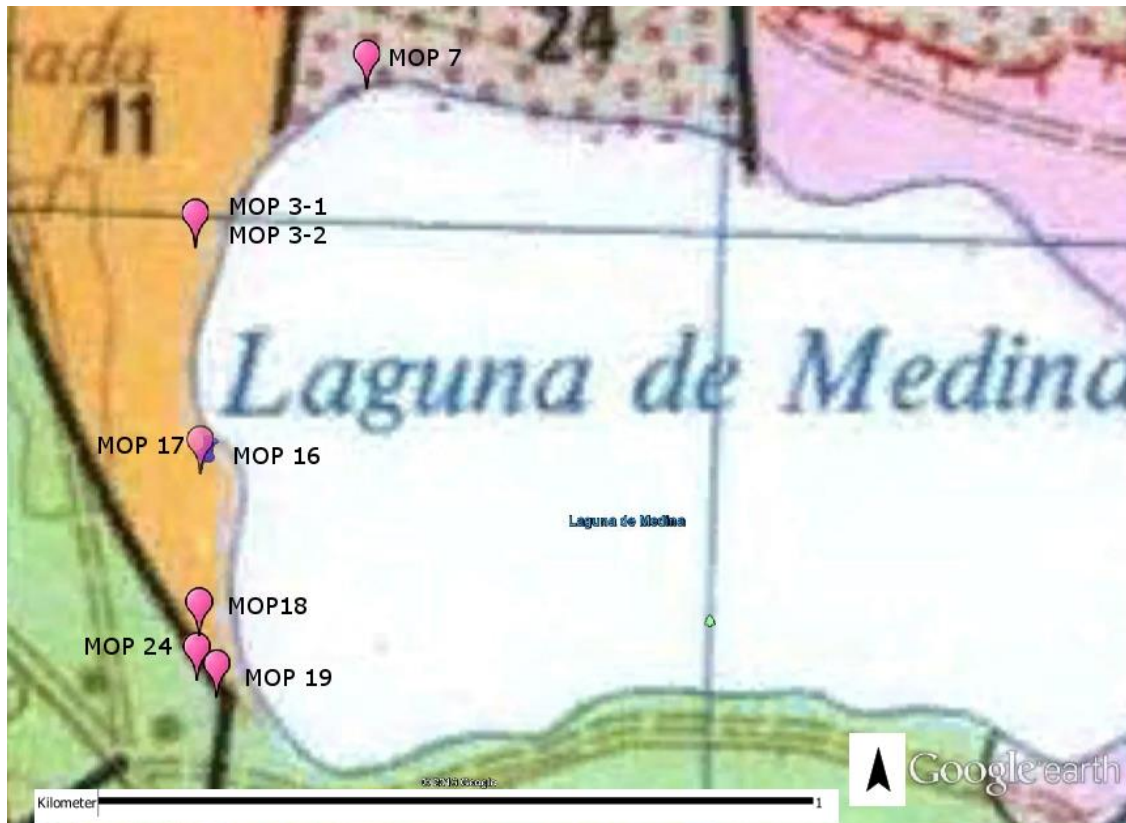 24
MOP 7
ada
11
MOP 3-1
MOP 3-2
Laguna de Medina
MOP 17
MOP 16
Laguna de Medina
MOP18
MOP 24
MOP 19
Google earth
Kilometer 1